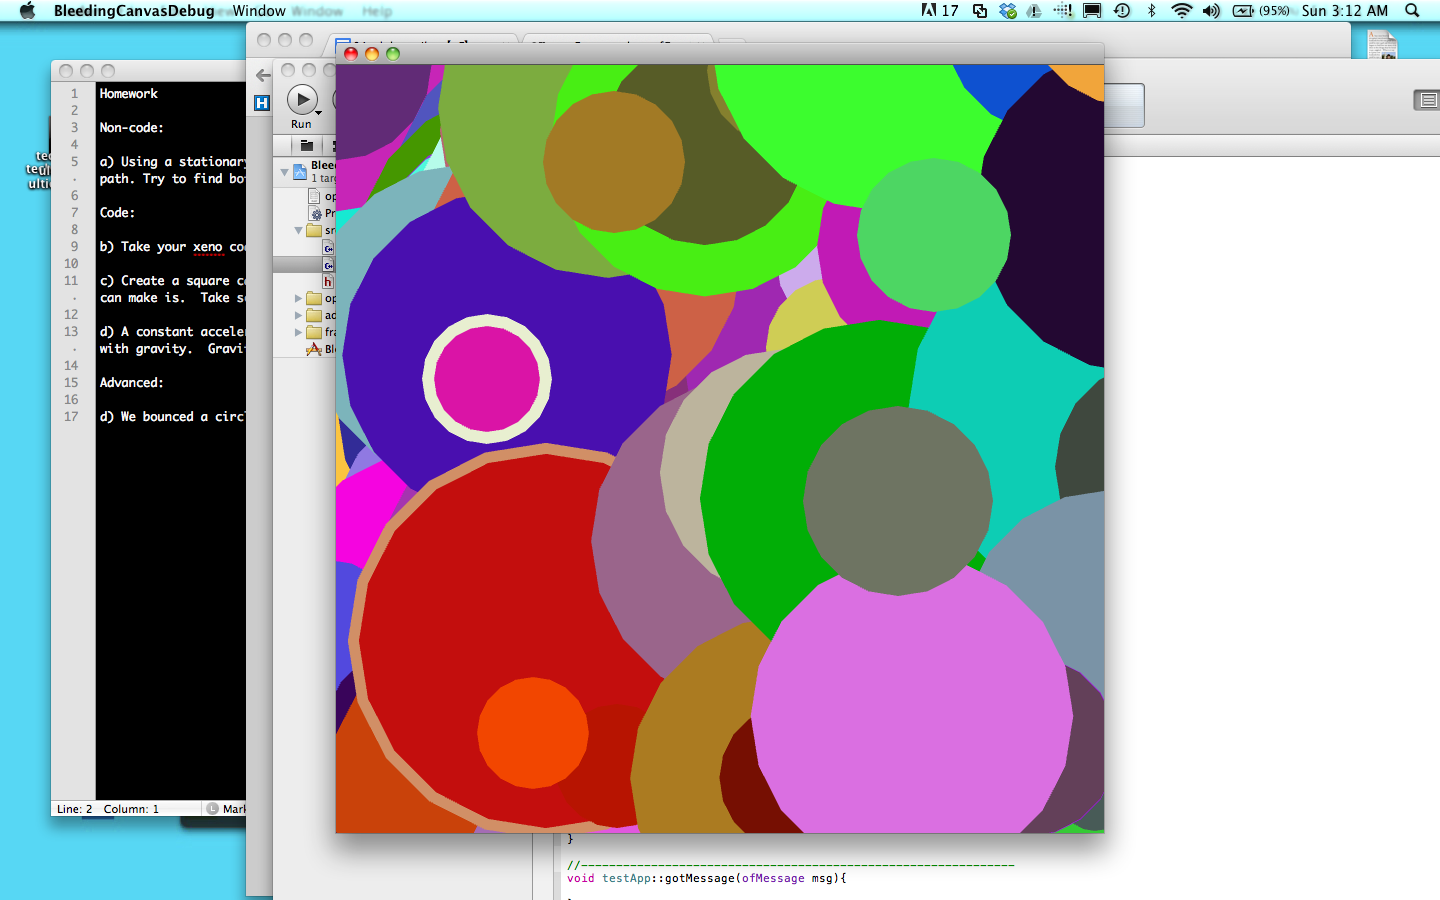 BleedingCanvasDebug Window Window Help 17 (95%) Sun 3:12 AM
1 Homework
2
3 Non-code:
4
5 a) Using a stationary
· path. Try to find bo
6
7 Code:
8
9 b) Take your xeno co
10
11 c) Create a square c
· can make is. Take s
12
13 d) A constant acceler
· with gravity. Gravi
14
15 Advanced:
16
17 d) We bounced a circ
Line: 2 Column: 1 L Mark
H
Run
Blee
1 targ
op
Pr
sr
c+
c+
h
op
ad
fra
Bl
}
//--------------------------------------------------------------
void testApp::gotMessage(ofMessage msg){